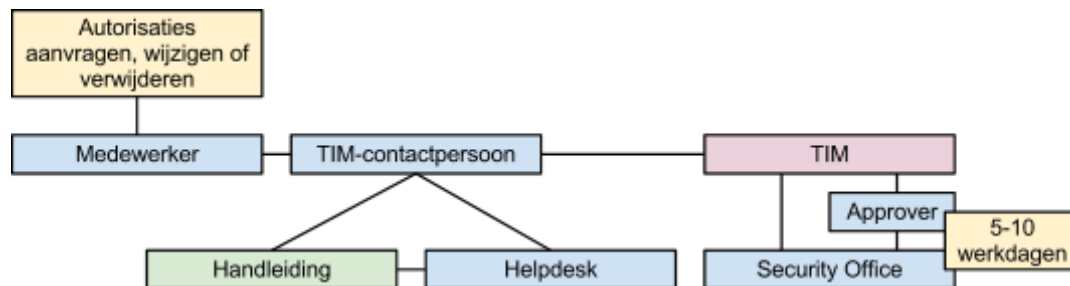 Autorisaties
aanvragen, wijzigen of
verwijderen
Medewerker
TIM-contactpersoon
TIM
Approver
5-10
werkdagen
Handleiding
Helpdesk
Security Office